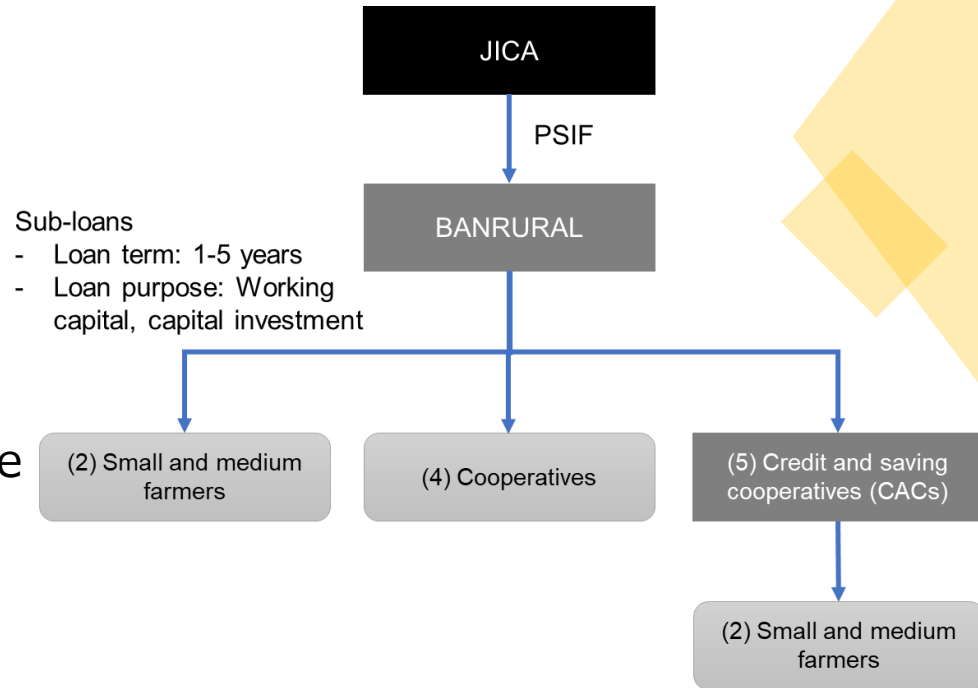 JICA
PSIF
BANRURAL
Sub-loans
- Loan term: 1-5 years
- Loan purpose: Working
capital, capital investment
e
(2) Small and medium
farmers
(4) Cooperatives
(5) Credit and saving
cooperatives (CACs)
(2) Small and medium
farmers